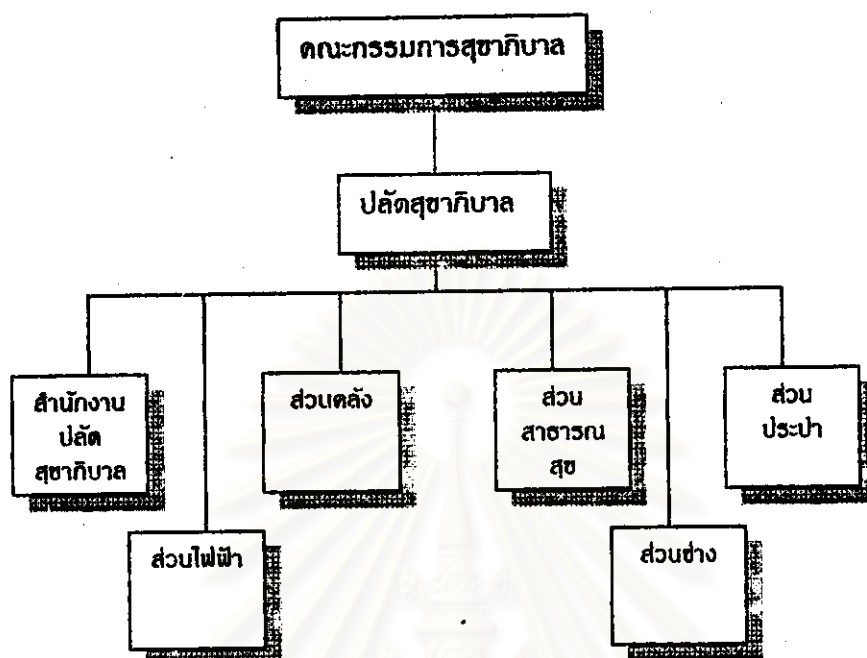 คณะกรรมการสุขาภิบาล
ปลัดสุขาภิบาล
สำนักงาน
ปลัด
สุขาภิบาล
ส่วนคลัง
ส่วน
สาธารณ
สุข
ส่วน
ประปา
ส่วนไฟฟ้า
ส่วนช่าง